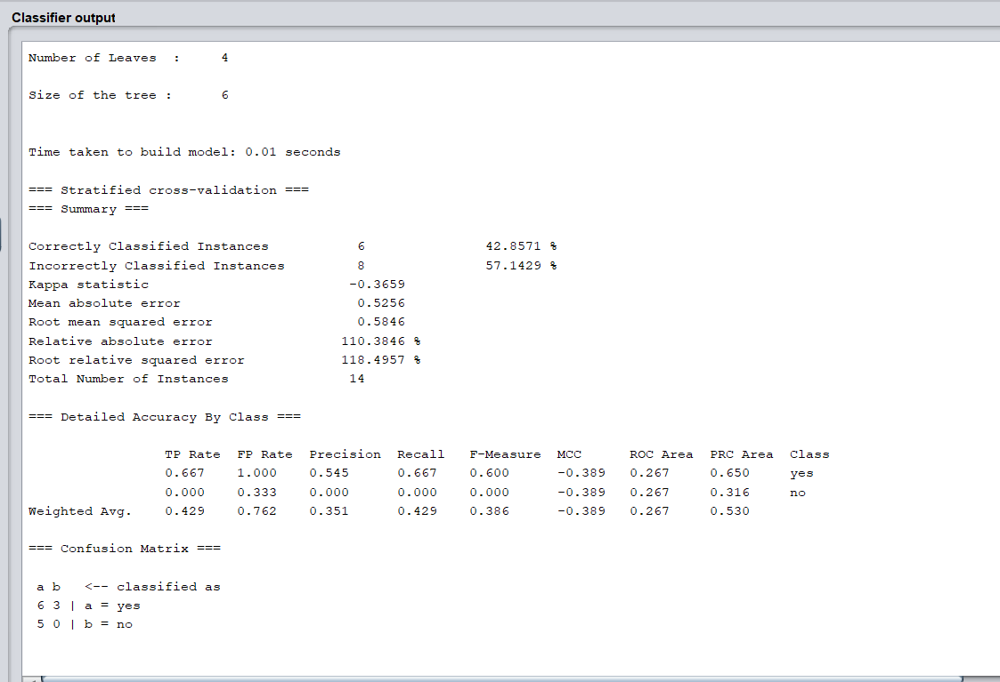 Classifier output
Number of Leaves  :     4
Size of the tree :      6
Time taken to build model: 0.01 seconds
=== Stratified cross-validation ===
=== Summary ===
Correctly Classified Instances           6               42.8571 %
Incorrectly Classified Instances         8               57.1429 %
Kappa statistic                         -0.3659
Mean absolute error                      0.5256
Root mean squared error                  0.5846
Relative absolute error                110.3846 %
Root relative squared error            118.4957 %
Total Number of Instances               14
=== Detailed Accuracy By Class ===
TP Rate  FP Rate  Precision  Recall   F-Measure  MCC      ROC Area  PRC Area  Class
0.667    1.000    0.545      0.667    0.600      -0.389   0.267     0.650     yes
0.000    0.333    0.000      0.000    0.000      -0.389   0.267     0.316     no
Weighted Avg.    0.429    0.762    0.351      0.429    0.386      -0.389   0.267     0.530
=== Confusion Matrix ===
a b   <-- classified as
6 3 | a = yes
5 0 | b = no